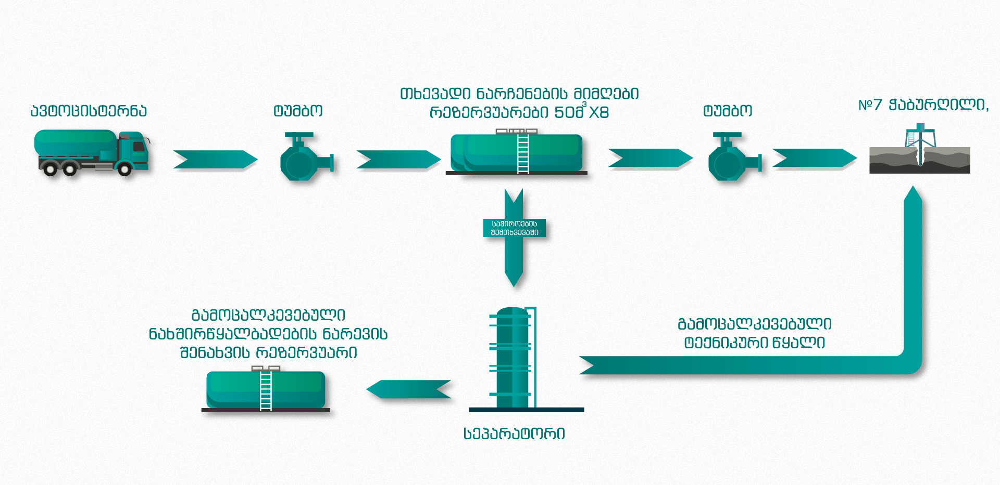 ავტოცისტერნა
ტუმბო
თხევადი ნარჩენების მიმღები
რეზერვუარები 50მ³ X8
ტუმბო
№7 ჭაბურღილი,
საჭიროების
შემთხვევაში
გამოცალკევებული
ნახშირწყალბადების ნარევის
შენახვის რეზერვუარი
გამოცალკევებული
ტექნიკური წყალი
სეპარატორი